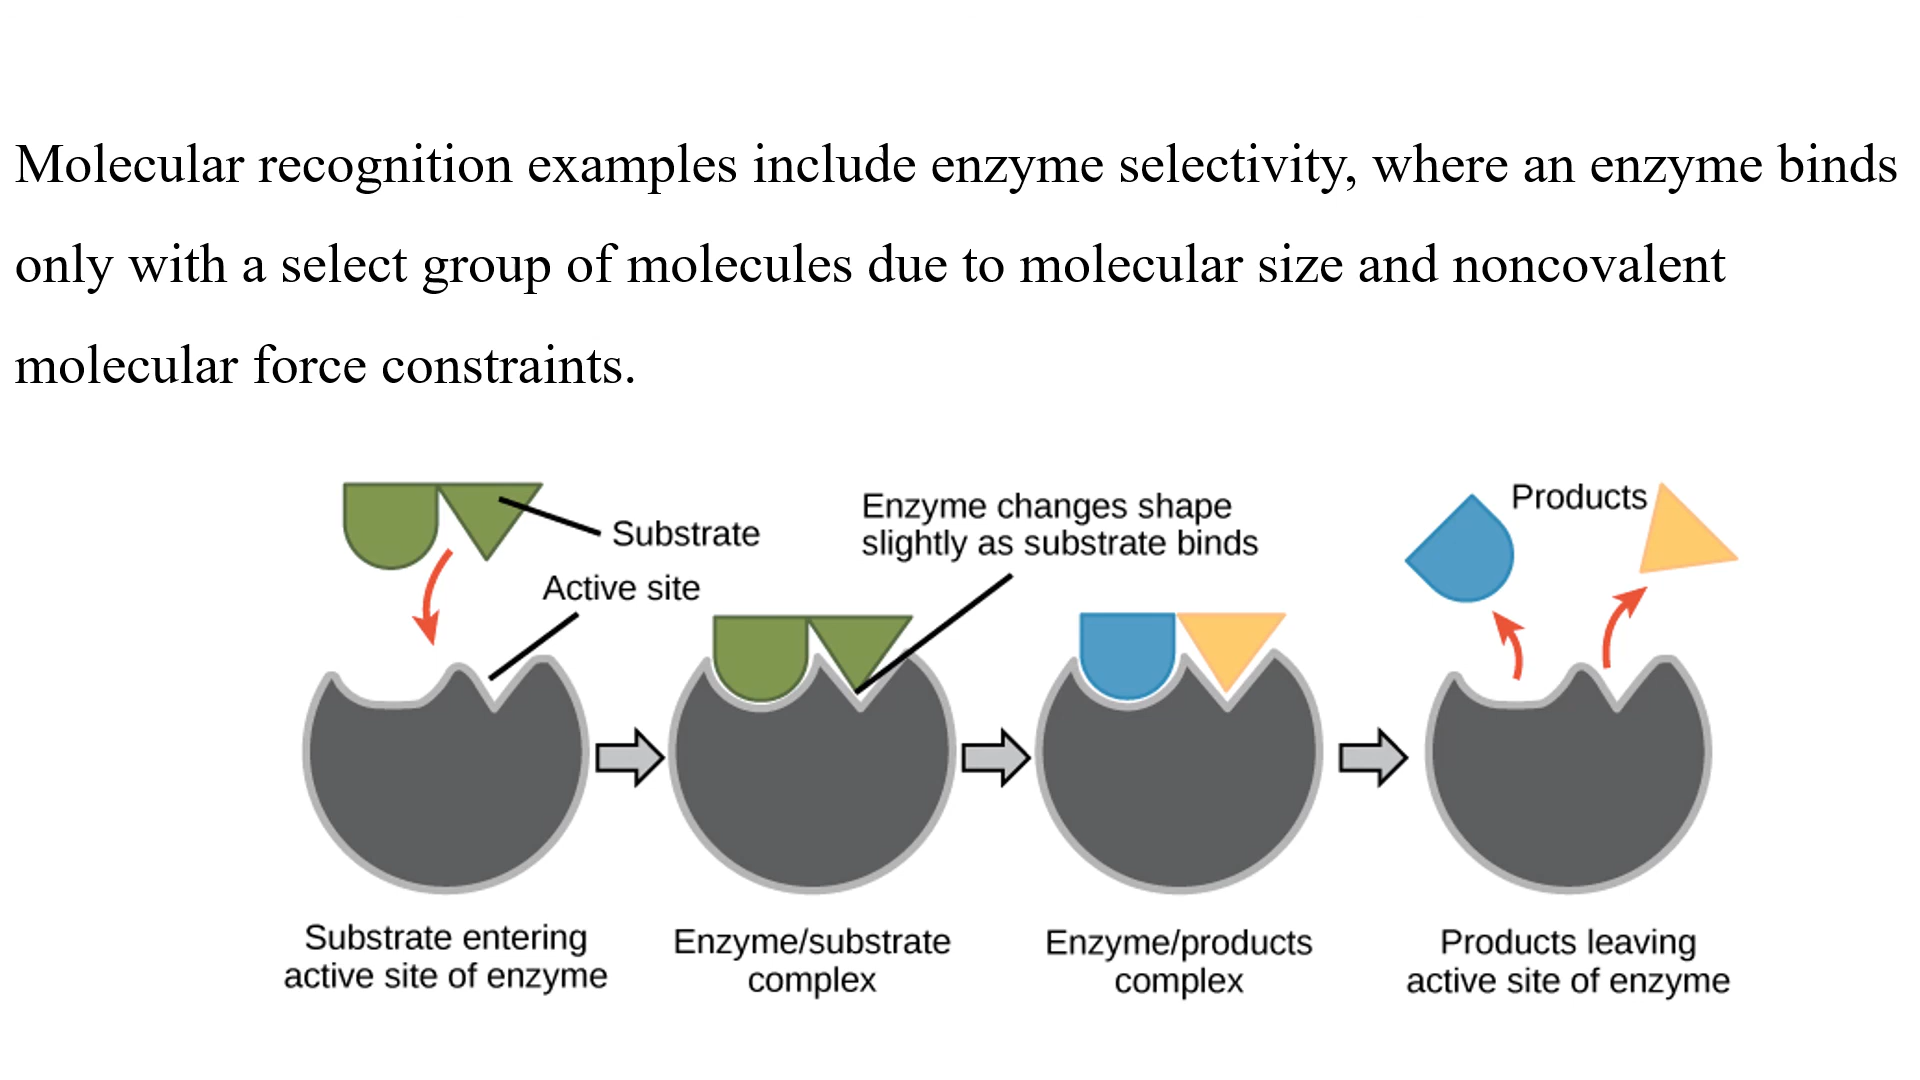 Molecular recognition examples include enzyme selectivity, where an enzyme binds
only with a select group of molecules due to molecular size and noncovalent
molecular force constraints.
Substrate
Active site
Enzyme changes shape
slightly as substrate binds
Products
Substrate entering
active site of enzyme
Enzyme/substrate
complex
Enzyme/products
complex
Products leaving
active site of enzyme